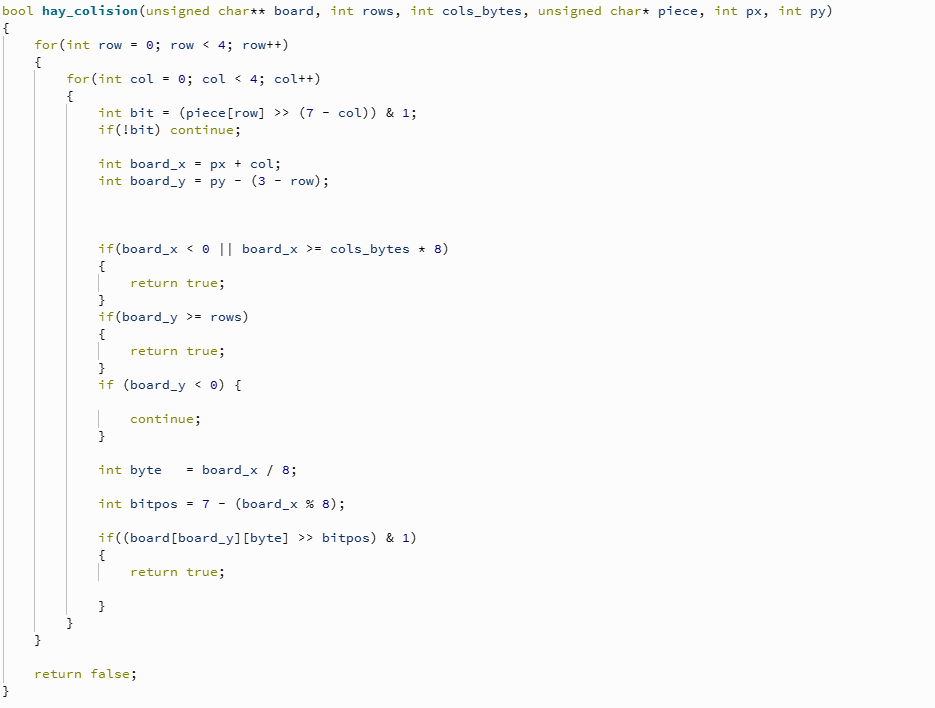 bool hay_colision(unsigned char** board, int rows, int cols_bytes, unsigned char* piece, int px, int py)
{
    for(int row = 0; row < 4; row++)
    {
        for(int col = 0; col < 4; col++)
        {
            int bit = (piece[row] >> (7 - col)) & 1;
            if(!bit) continue;

            int board_x = px + col;
            int board_y = py - (3 - row);



            if(board_x < 0 || board_x >= cols_bytes * 8)
            {
                return true;
            }
            if(board_y >= rows)
            {
                return true;
            }
            if (board_y < 0) {

                continue;
            }

            int byte   = board_x / 8;

            int bitpos = 7 - (board_x % 8);

            if((board[board_y][byte] >> bitpos) & 1)
            {
                return true;

            }
        }
    }

    return false;
}